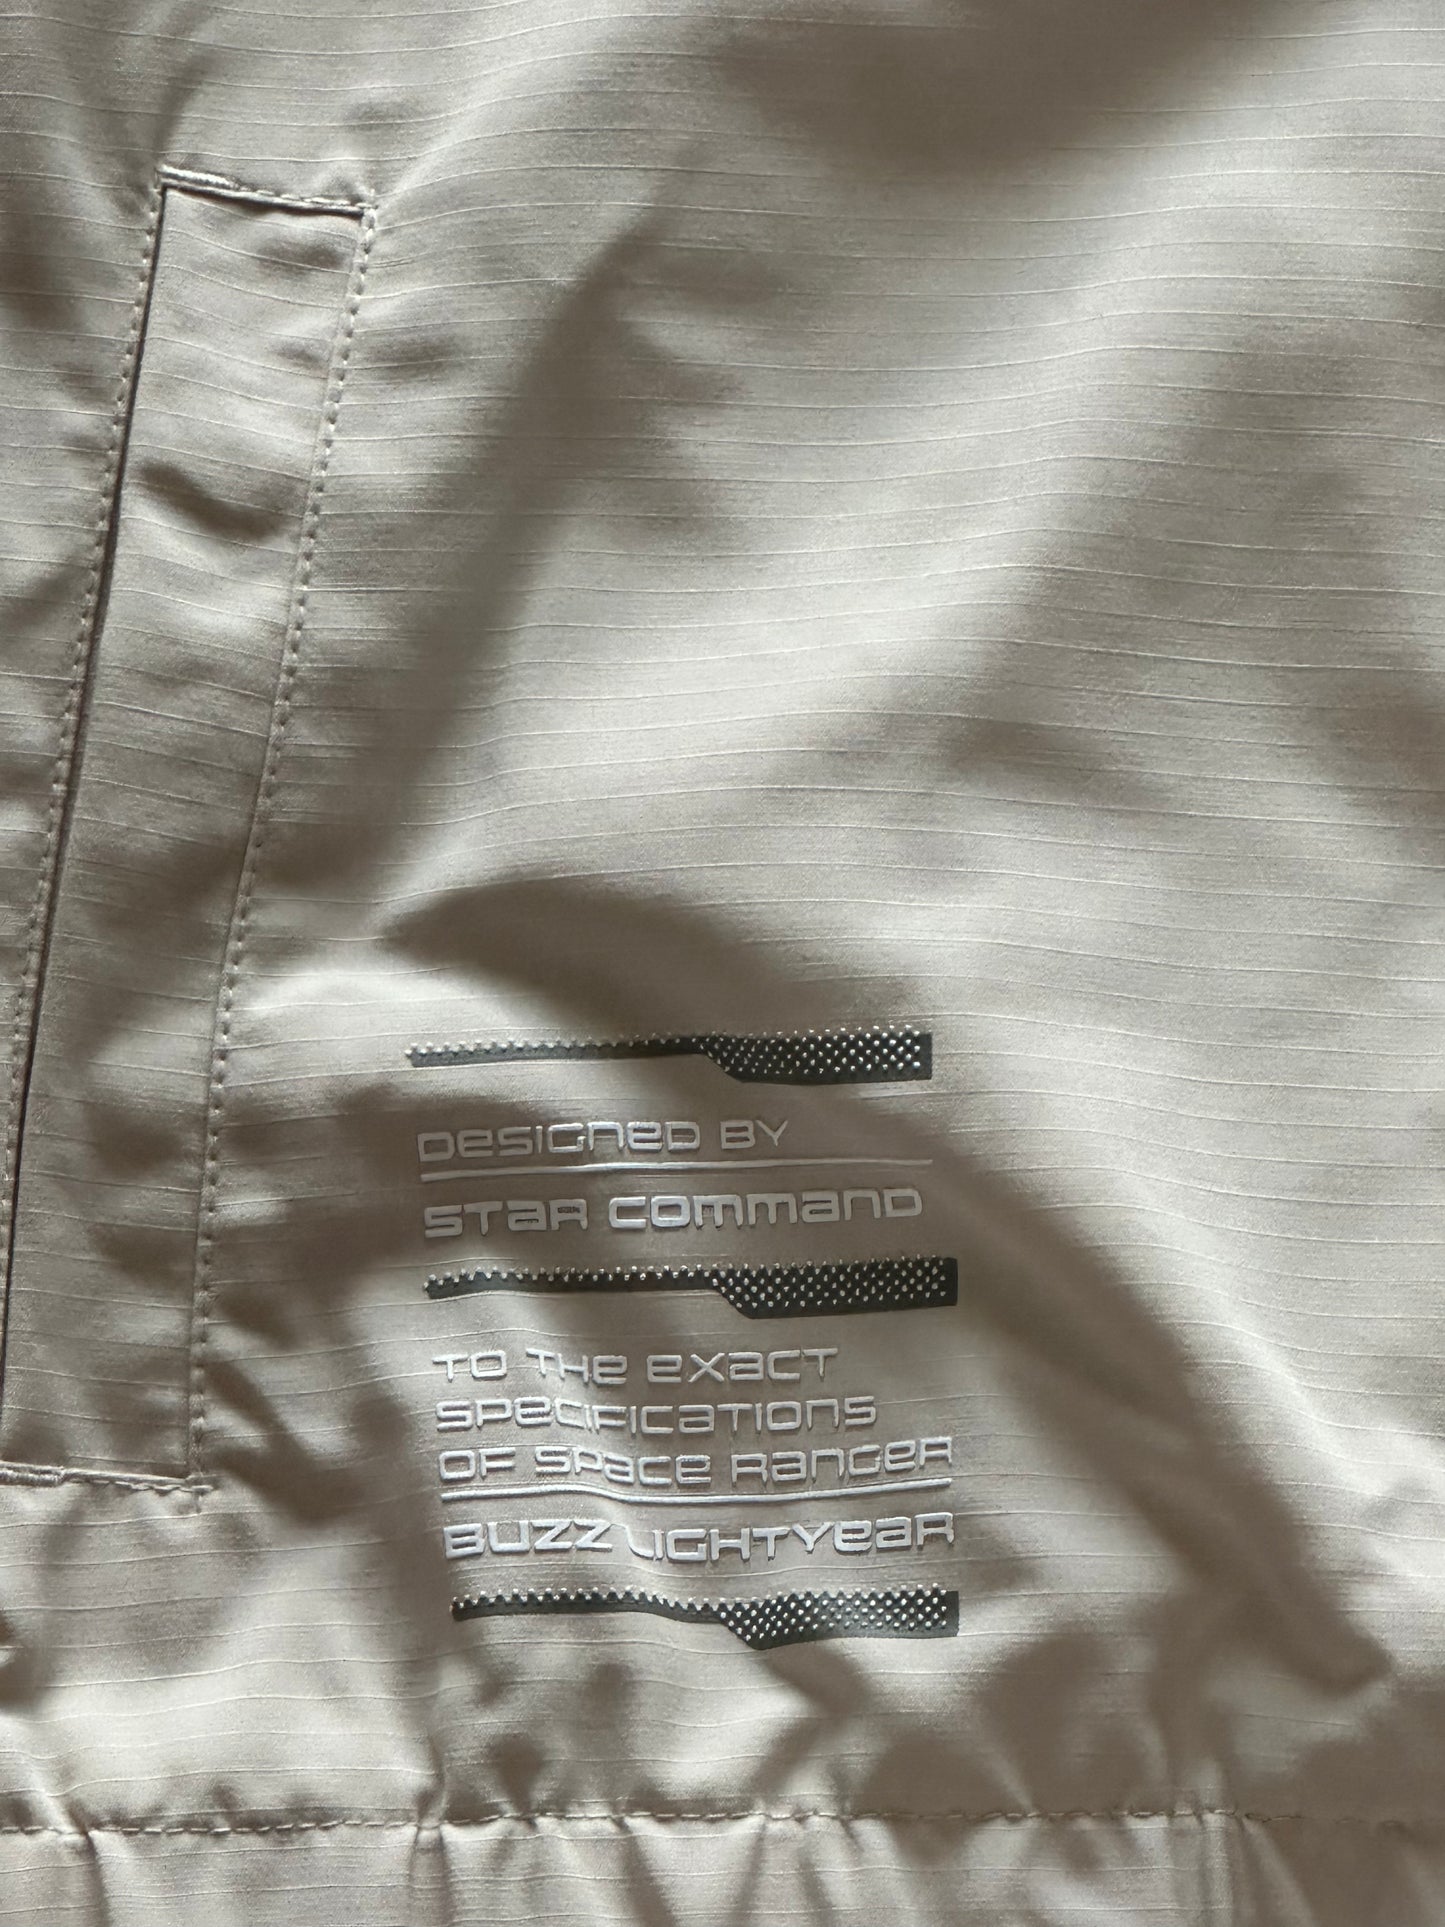 DESIGNED BY
STAR COMMAND
TO THE EXACT
SPECIFICATIONS
OF SPACE RANGER
BUZZ LIGHTYEAR